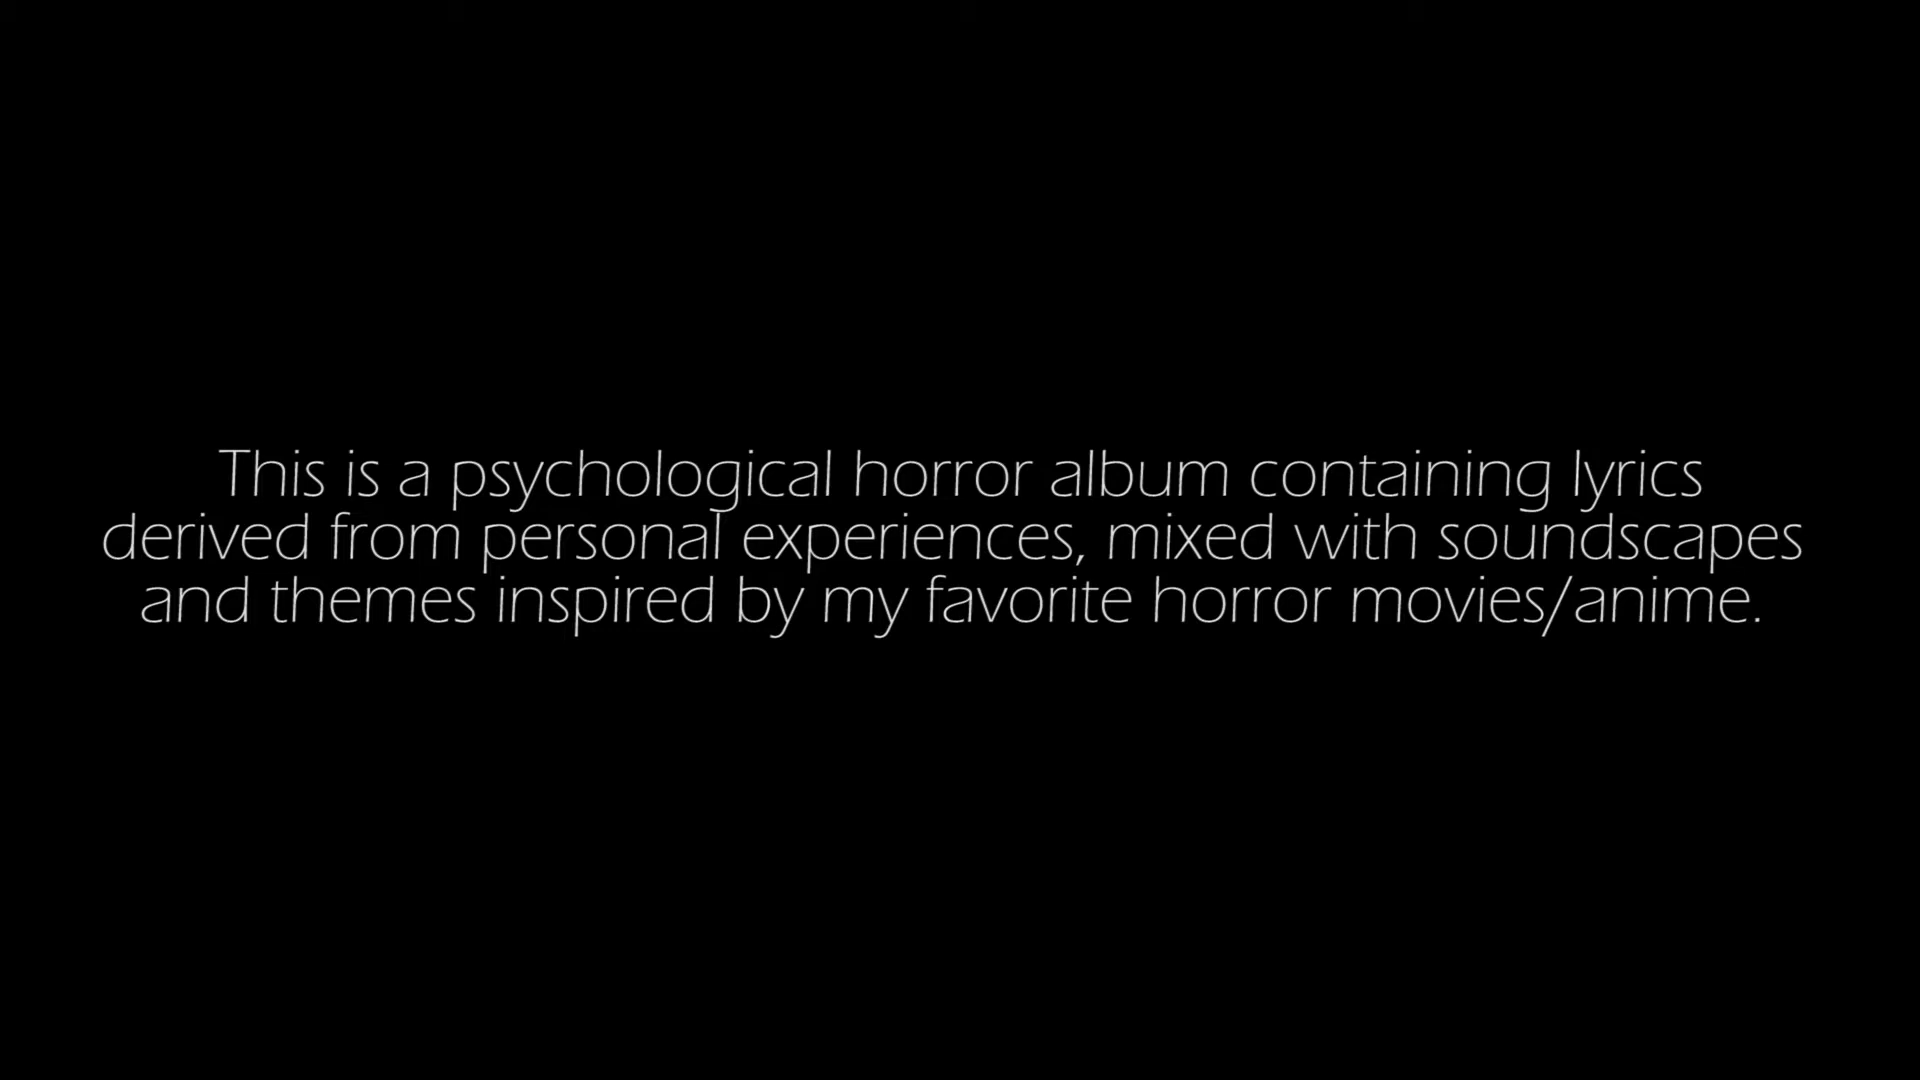 This is a psychological horror album containing lyrics
derived from personal experiences, mixed with soundscapes
and themes inspired by my favorite horror movies/anime.